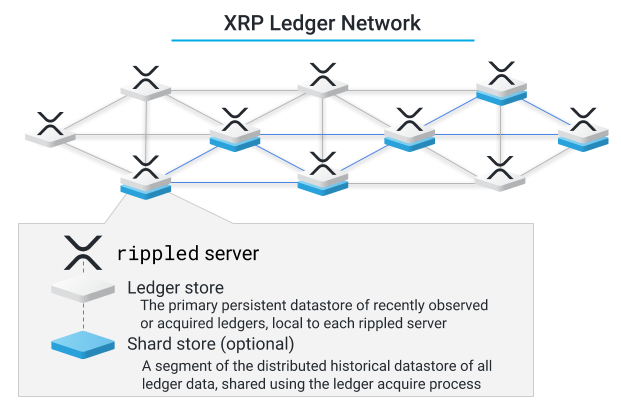 XRP Ledger Network
rippled server
Ledger store
The primary persistent datastore of recently observed
or acquired ledgers, local to each rippled server
Shard store (optional)
A segment of the distributed historical datastore of all
ledger data, shared using the ledger acquire process